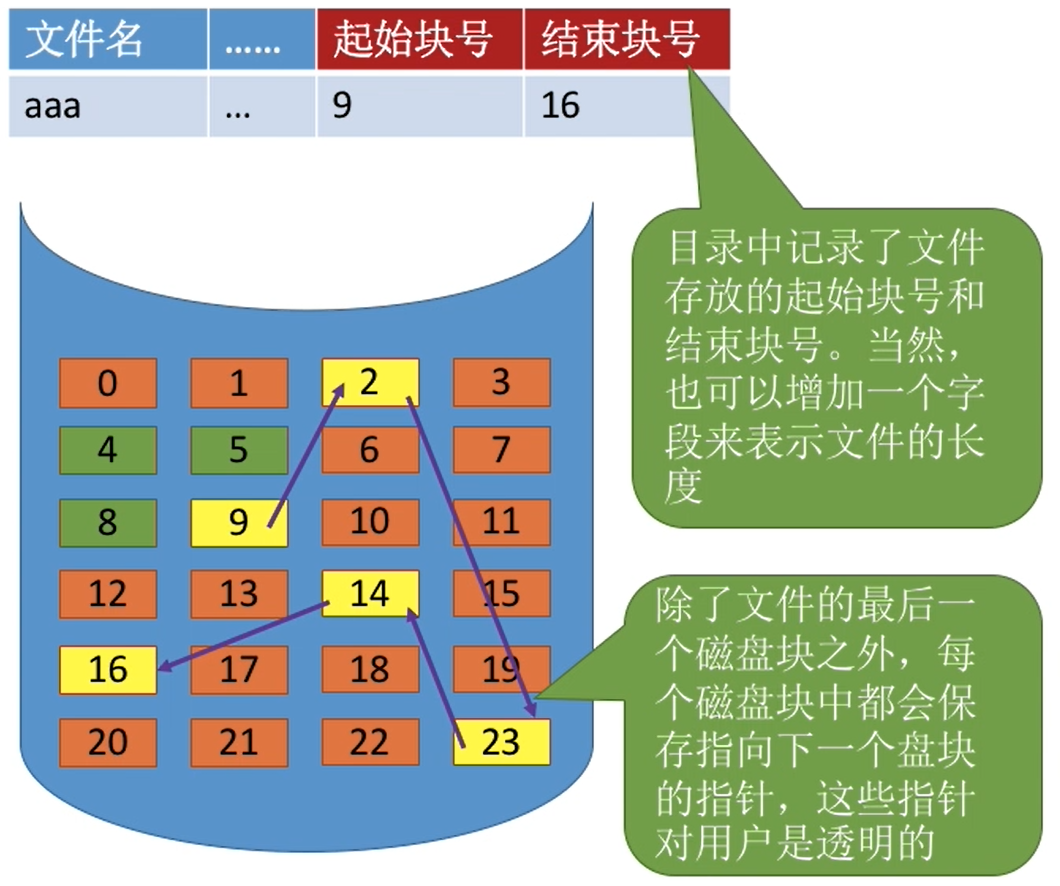 文件名 …… 起始块号 结束块号
aaa … 9 16
目录中记录了文件
存放的起始块号和
结束块号。当然，
也可以增加一个字
段来表示文件的长
度
0 1 2 3
4 5 6 7
8 9 10 11
12 13 14 15
16 17 18 19
20 21 22 23
除了文件的最后一
个磁盘块之外，每
个磁盘块中都会保
存指向下一个盘块
的指针，这些指针
对用户是透明的